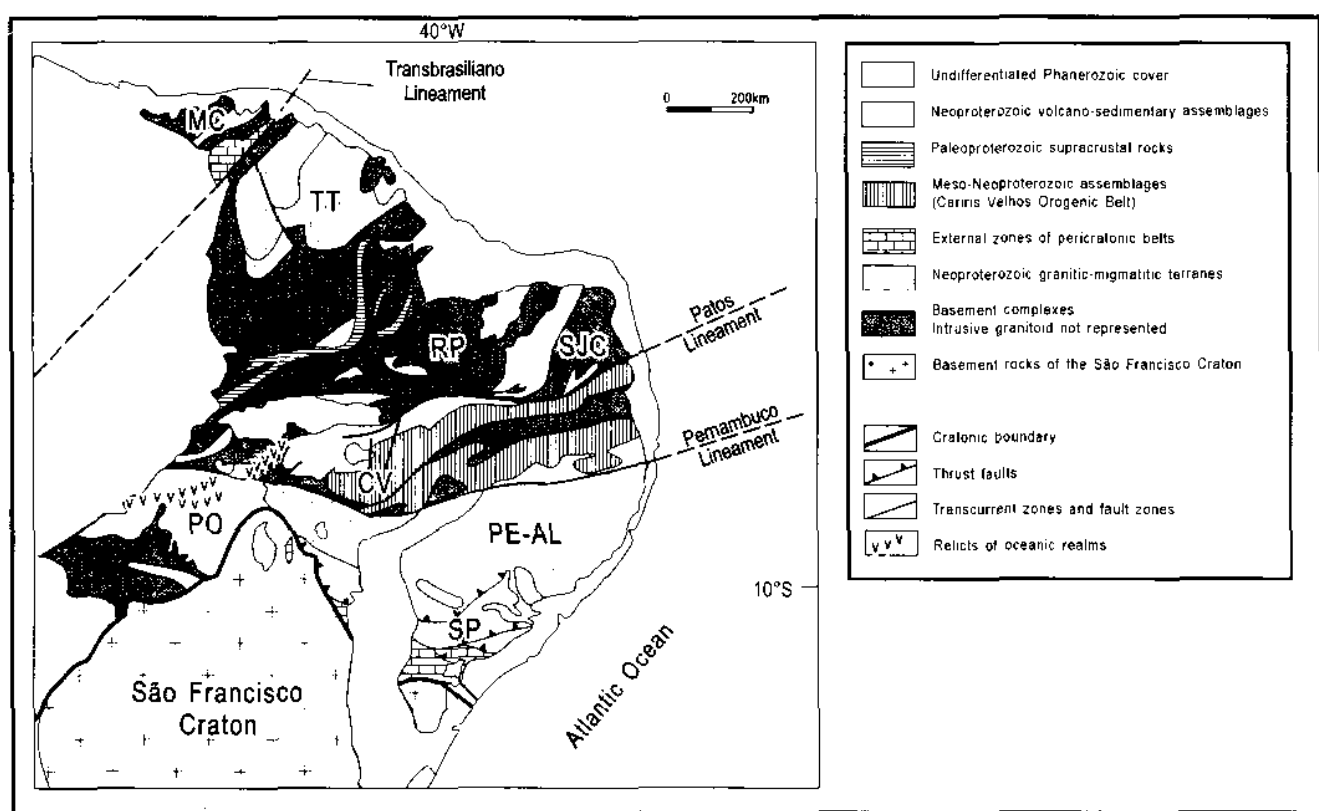 40°W
Transbrasiliano
Lineament
0 200km
MC
TT
RP
SJC
Patos
Lineament
Pernambuco
Lineament
CV
PO
PE-AL
10°S
SP
São Francisco
Craton
Atlantic Ocean
Undifferentiated Phanerozoic cover
Neoproterozoic volcano-sedimentary assemblages
Paleoproterozoic supracrustal rocks
Meso-Neoproterozoic assemblages
(Cariris Velhos Orogenic Belt)
External zones of pericratonic belts
Neoproterozoic granitic-migmatitic terranes
Basement complexes
Intrusive granitoid not represented
Basement rocks of the São Francisco Craton
Cratonic boundary
Thrust faults
Transcurrent zones and fault zones
Relicts of oceanic realms